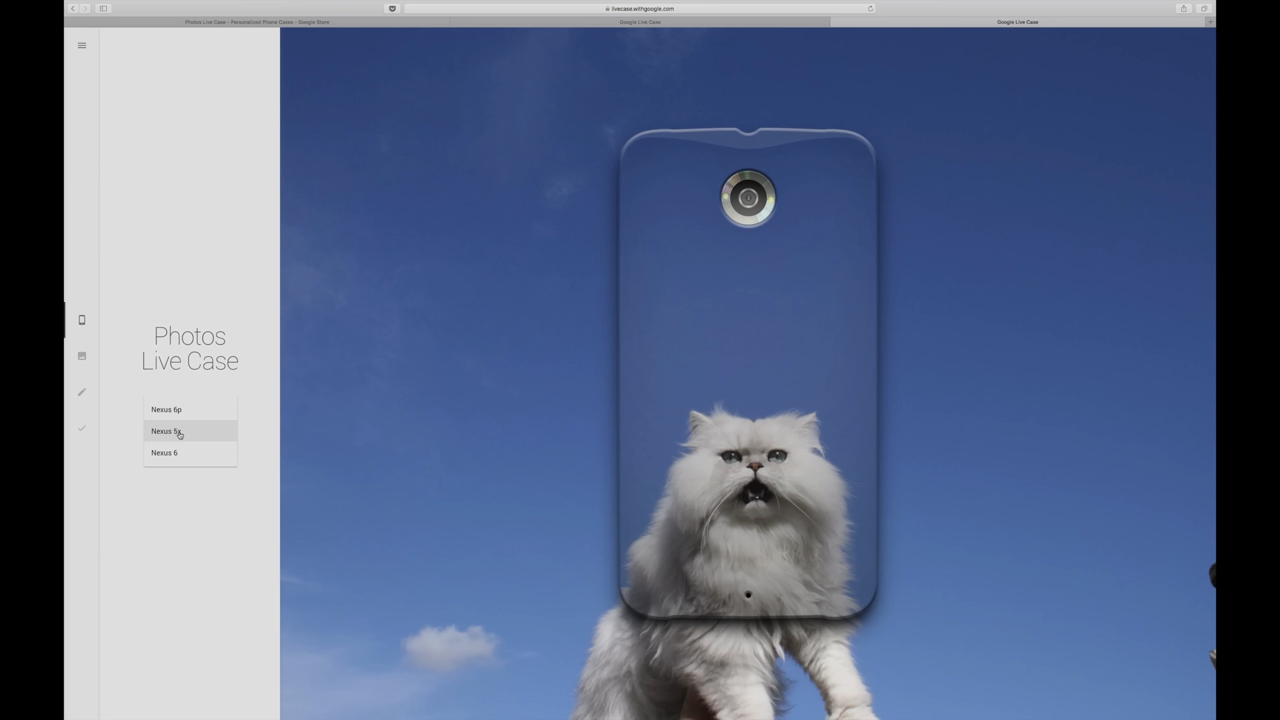 livecase.withgoogle.com
Photos Live Case - Personalized Phone Cases - Google Store
Google Live Case
Google Live Case
Photos
Live Case
Nexus 6p
Nexus 5x
Nexus 6